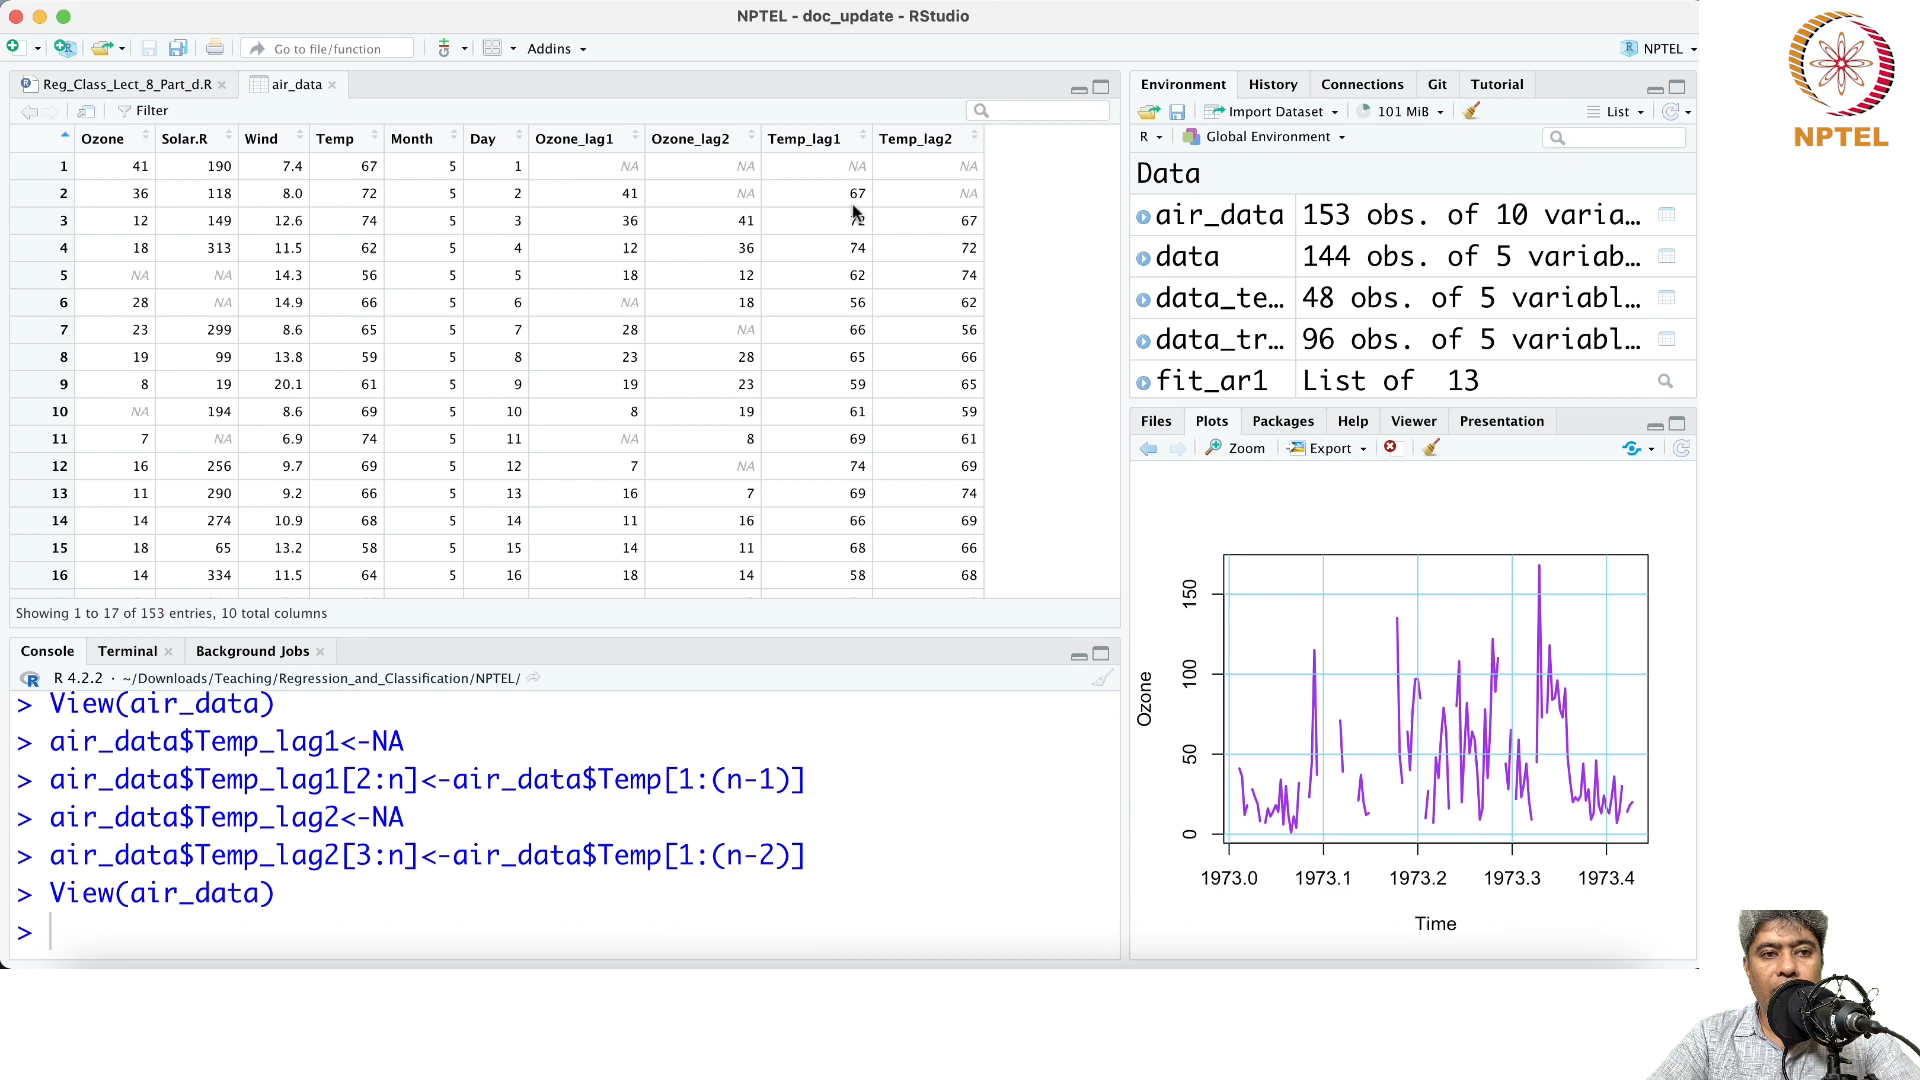 NPTEL - doc_update - RStudio
Go to file/function
Addins
NPTEL
Reg_Class_Lect_8_Part_d.R
air_data
Filter
Ozone Solar.R Wind Temp Month Day Ozone_lag1 Ozone_lag2 Temp_lag1 Temp_lag2
1 41 190 7.4 67 5 1 NA NA NA NA
2 36 118 8.0 72 5 2 41 NA 67 NA
3 12 149 12.6 74 5 3 36 41 72 67
4 18 313 11.5 62 5 4 12 36 74 72
5 NA NA 14.3 56 5 5 18 12 62 74
6 28 NA 14.9 66 5 6 NA 18 56 62
7 23 299 8.6 65 5 7 28 NA 66 56
8 19 99 13.8 59 5 8 23 28 65 66
9 8 19 20.1 61 5 9 19 23 59 65
10 NA 194 8.6 69 5 10 8 19 61 59
11 7 NA 6.9 74 5 11 NA 8 69 61
12 16 256 9.7 69 5 12 7 NA 74 69
13 11 290 9.2 66 5 13 16 7 69 74
14 14 274 10.9 68 5 14 11 16 66 69
15 18 65 13.2 58 5 15 14 11 68 66
16 14 334 11.5 64 5 16 18 14 58 68
Showing 1 to 17 of 153 entries, 10 total columns
Console Terminal Background Jobs
R 4.2.2 · ~/Downloads/Teaching/Regression_and_Classification/NPTEL/
> View(air_data)
> air_data$Temp_lag1<-NA
> air_data$Temp_lag1[2:n]<-air_data$Temp[1:(n-1)]
> air_data$Temp_lag2<-NA
> air_data$Temp_lag2[3:n]<-air_data$Temp[1:(n-2)]
> View(air_data)
>
Environment History Connections Git Tutorial
Import Dataset 101 MiB List
R Global Environment
Data
air_data 153 obs. of 10 varia…
data 144 obs. of 5 variab…
data_te… 48 obs. of 5 variabl…
data_tr… 96 obs. of 5 variabl…
fit_ar1 List of 13
Files Plots Packages Help Viewer Presentation
Zoom Export
Ozone
150
100
50
0
1973.0 1973.1 1973.2 1973.3 1973.4
Time
NPTEL